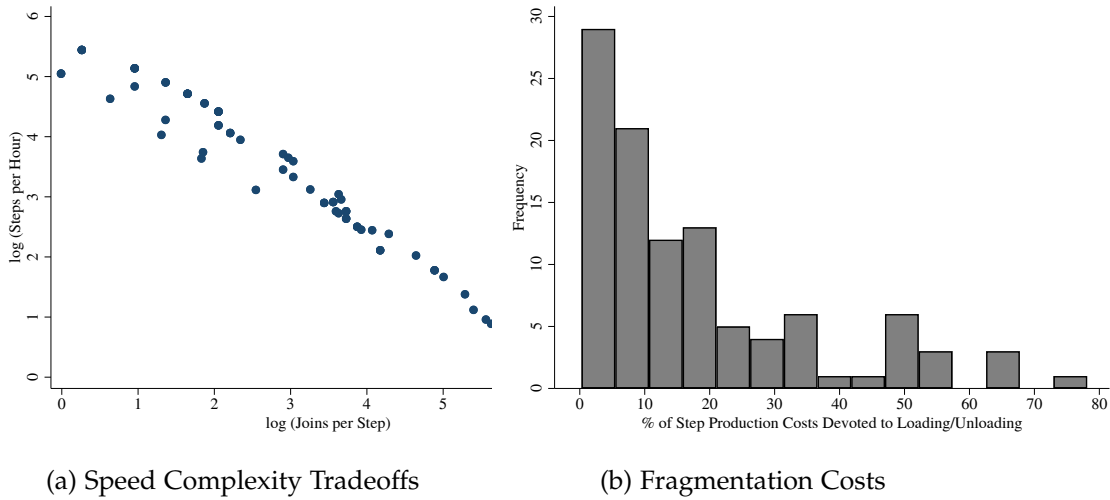 log (Steps per Hour)
6
5
4
3
2
1
0
0 1 2 3 4 5
log (Joins per Step)
(a) Speed Complexity Tradeoffs
Frequency
30
25
20
15
10
5
0
0 10 20 30 40 50 60 70 80
% of Step Production Costs Devoted to Loading/Unloading
(b) Fragmentation Costs